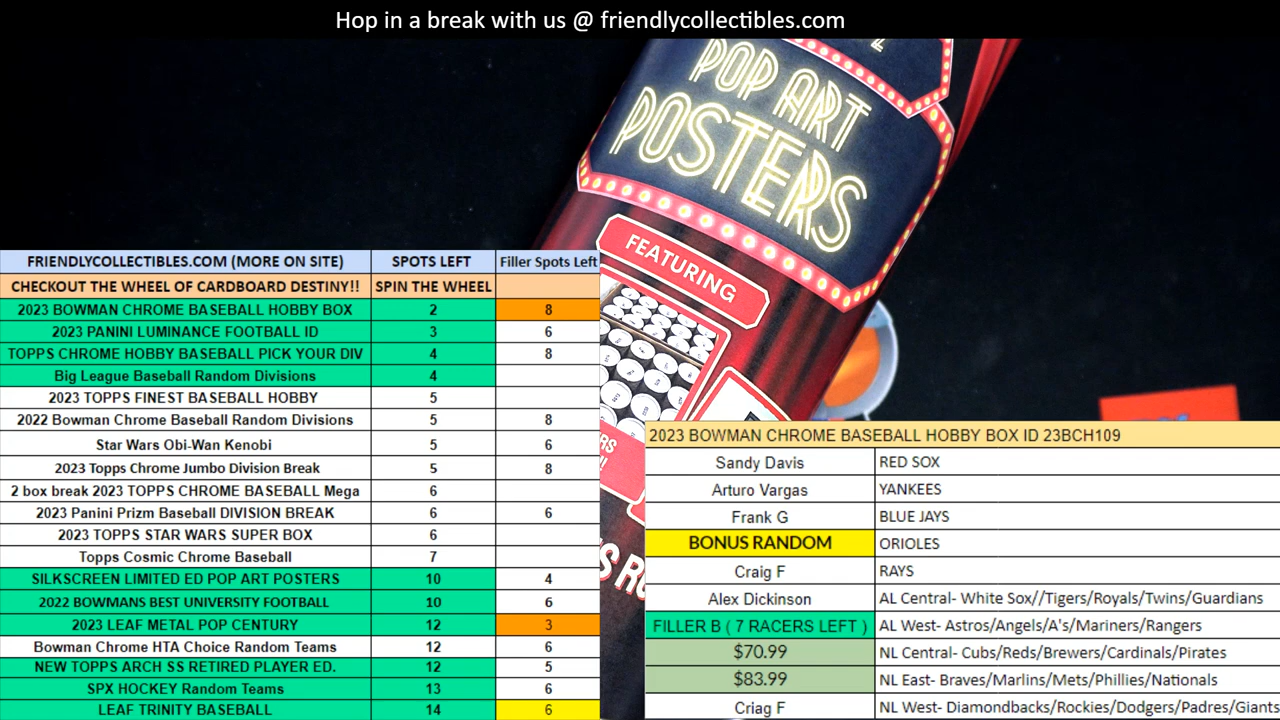 Hop in a break with us @ friendlycollectibles.com
POP ART
POSTERS
FEATURING
FRIENDLYCOLLECTIBLES.COM (MORE ON SITE) SPOTS LEFT Filler Spots Left
CHECKOUT THE WHEEL OF CARDBOARD DESTINY!! SPIN THE WHEEL
2023 BOWMAN CHROME BASEBALL HOBBY BOX 2 8
2023 PANINI LUMINANCE FOOTBALL ID 3 6
TOPPS CHROME HOBBY BASEBALL PICK YOUR DIV 4 8
Big League Baseball Random Divisions 4
2023 TOPPS FINEST BASEBALL HOBBY 5
2022 Bowman Chrome Baseball Random Divisions 5 8
Star Wars Obi-Wan Kenobi 5 6
2023 Topps Chrome Jumbo Division Break 5 8
2 box break 2023 TOPPS CHROME BASEBALL Mega 6
2023 Panini Prizm Baseball DIVISION BREAK 6 6
2023 TOPPS STAR WARS SUPER BOX 6
Topps Cosmic Chrome Baseball 7
SILKSCREEN LIMITED ED POP ART POSTERS 10 4
2022 BOWMANS BEST UNIVERSITY FOOTBALL 10 6
2023 LEAF METAL POP CENTURY 12 3
Bowman Chrome HTA Choice Random Teams 12 6
NEW TOPPS ARCH SS RETIRED PLAYER ED. 12 5
SPX HOCKEY Random Teams 13 6
LEAF TRINITY BASEBALL 14 6
2023 BOWMAN CHROME BASEBALL HOBBY BOX ID 23BCH109
Sandy Davis RED SOX
Arturo Vargas YANKEES
Frank G BLUE JAYS
BONUS RANDOM ORIOLES
Craig F RAYS
Alex Dickinson AL Central- White Sox//Tigers/Royals/Twins/Guardians
FILLER B ( 7 RACERS LEFT ) AL West- Astros/Angels/A's/Mariners/Rangers
$70.99 NL Central- Cubs/Reds/Brewers/Cardinals/Pirates
$83.99 NL East- Braves/Marlins/Mets/Phillies/Nationals
Criag F NL West- Diamondbacks/Rockies/Dodgers/Padres/Giants